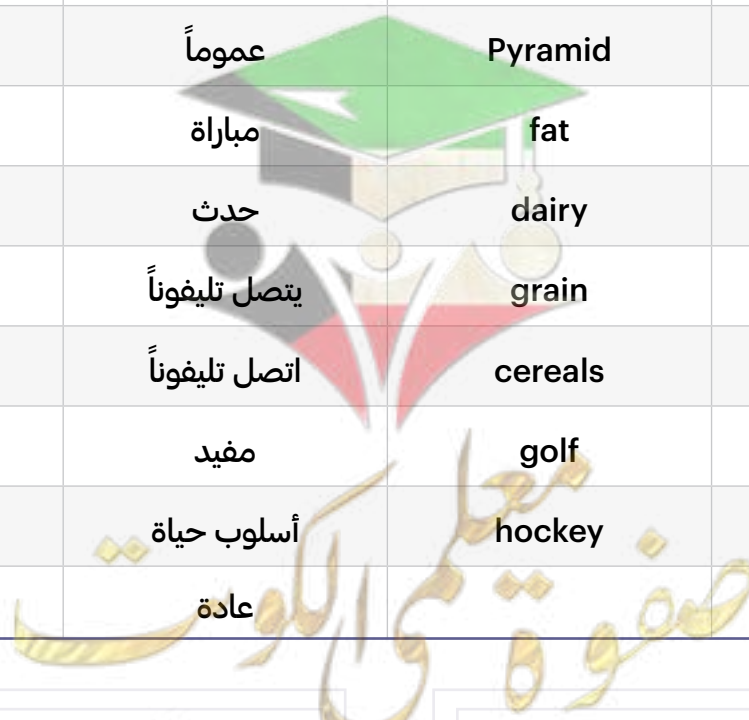 عموماً Pyramid
مباراة fat
حدث dairy
يتصل تليفوناً grain
اتصل تليفوناً cereals
مفيد golf
أسلوب حياة hockey
عادة
صفوة معلمي الكويت